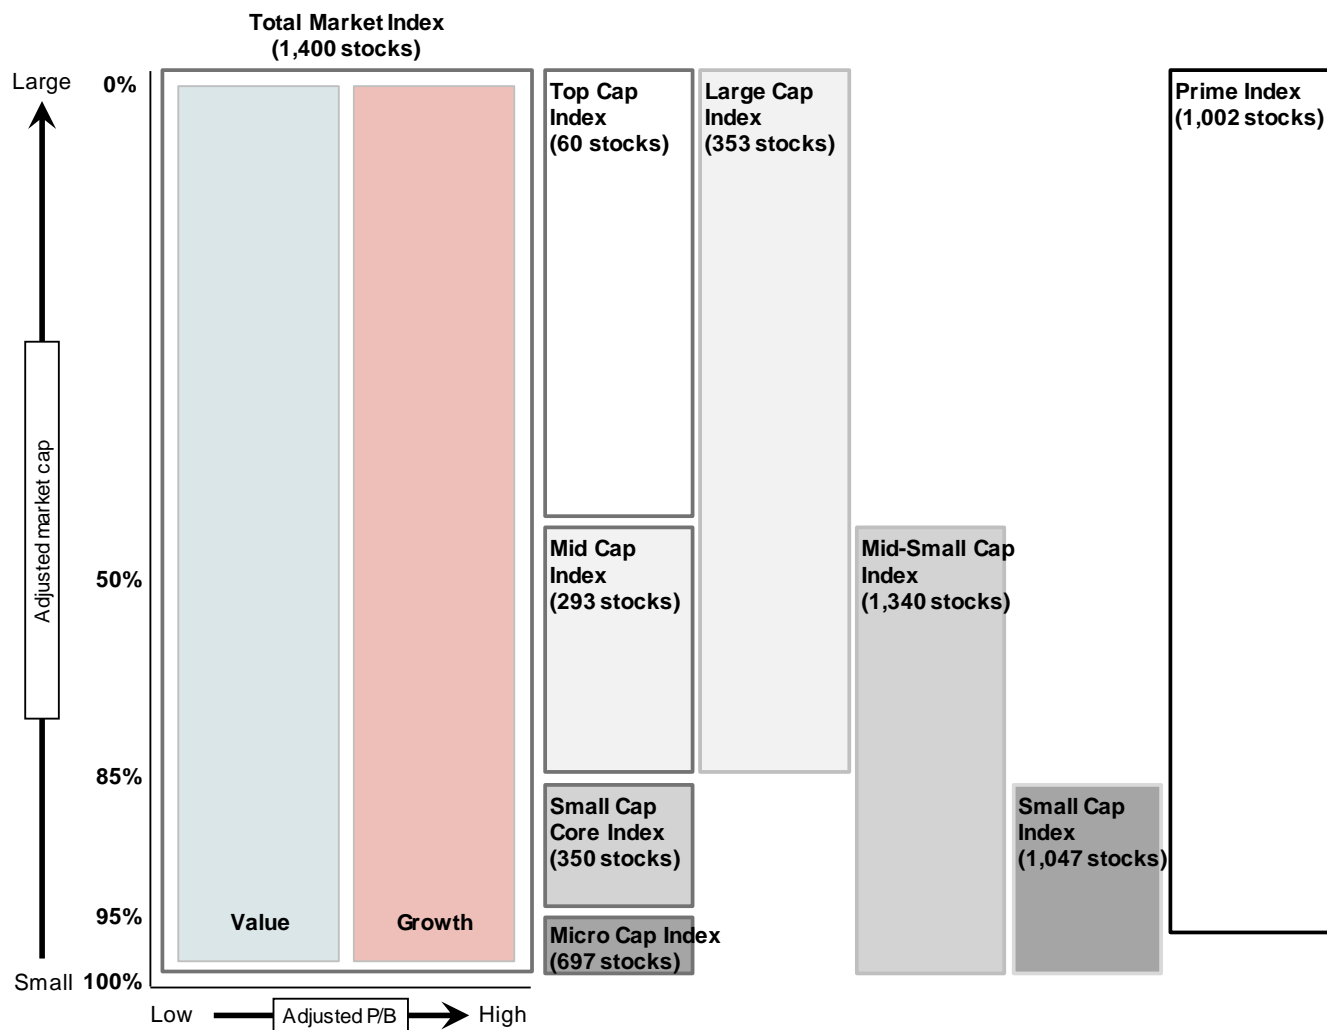 Total Market Index
(1,400 stocks)
Large
0%
Top Cap
Index
(60 stocks)
Large Cap
Index
(353 stocks)
Prime Index
(1,002 stocks)
Adjusted market cap
50%
Mid Cap
Index
(293 stocks)
Mid-Small Cap
Index
(1,340 stocks)
85%
Small Cap
Core Index
(350 stocks)
Small Cap
Index
(1,047 stocks)
95%
Value
Growth
Micro Cap Index
(697 stocks)
Small
100%
Low
Adjusted P/B
High